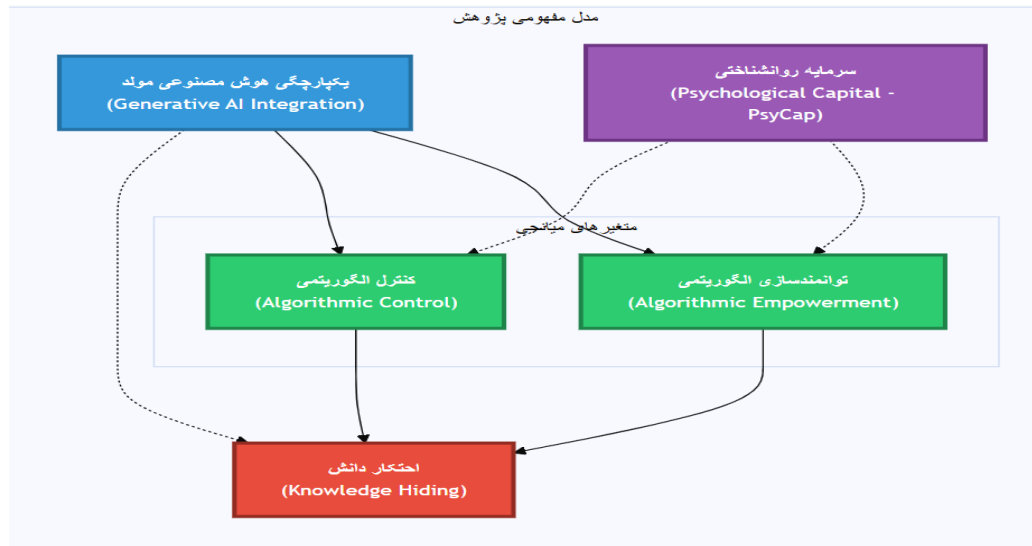 مدل مفهومی پژوهش
یکپارچگی هوش مصنوعی مولد
(Generative AI Integration)
سرمایه روانشناختی
(Psychological Capital -
PsyCap)
متغیرهای میانجی
کنترل الگوریتمی
(Algorithmic Control)
توانمندسازی الگوریتمی
(Algorithmic Empowerment)
احتکار دانش
(Knowledge Hiding)